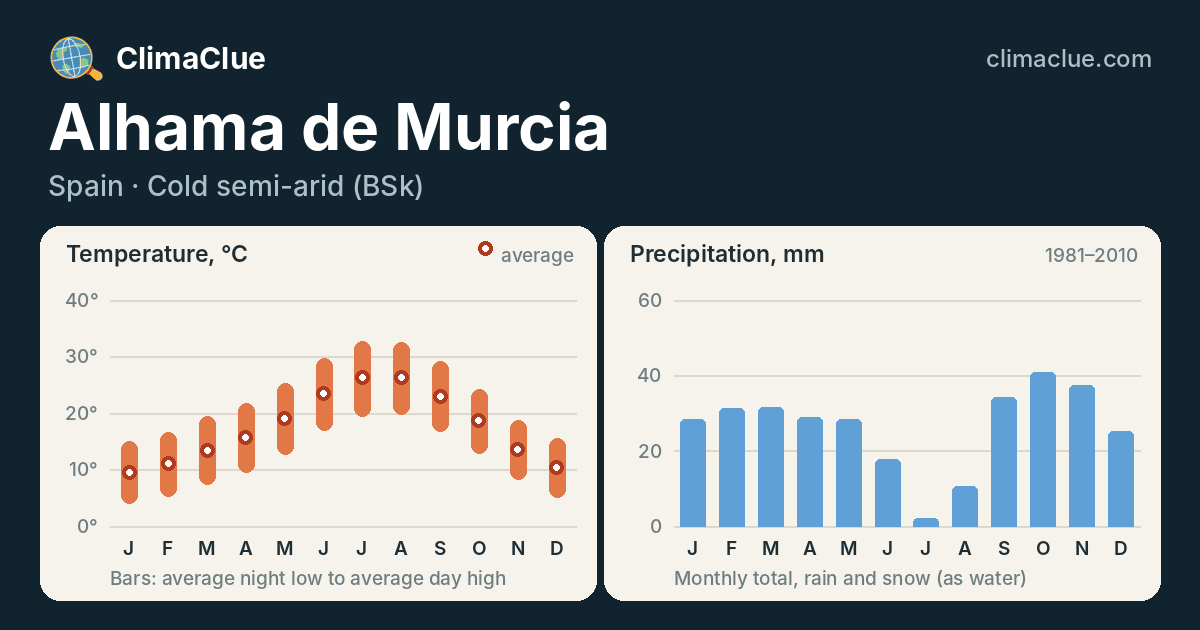 ClimaClue
climaclue.com
Alhama de Murcia
Spain · Cold semi-arid (BSk)
Temperature, °C
average
40°
30°
20°
10°
0°
J F M A M J J A S O N D
Bars: average night low to average day high
Precipitation, mm
1981–2010
60
40
20
0
J F M A M J J A S O N D
Monthly total, rain and snow (as water)